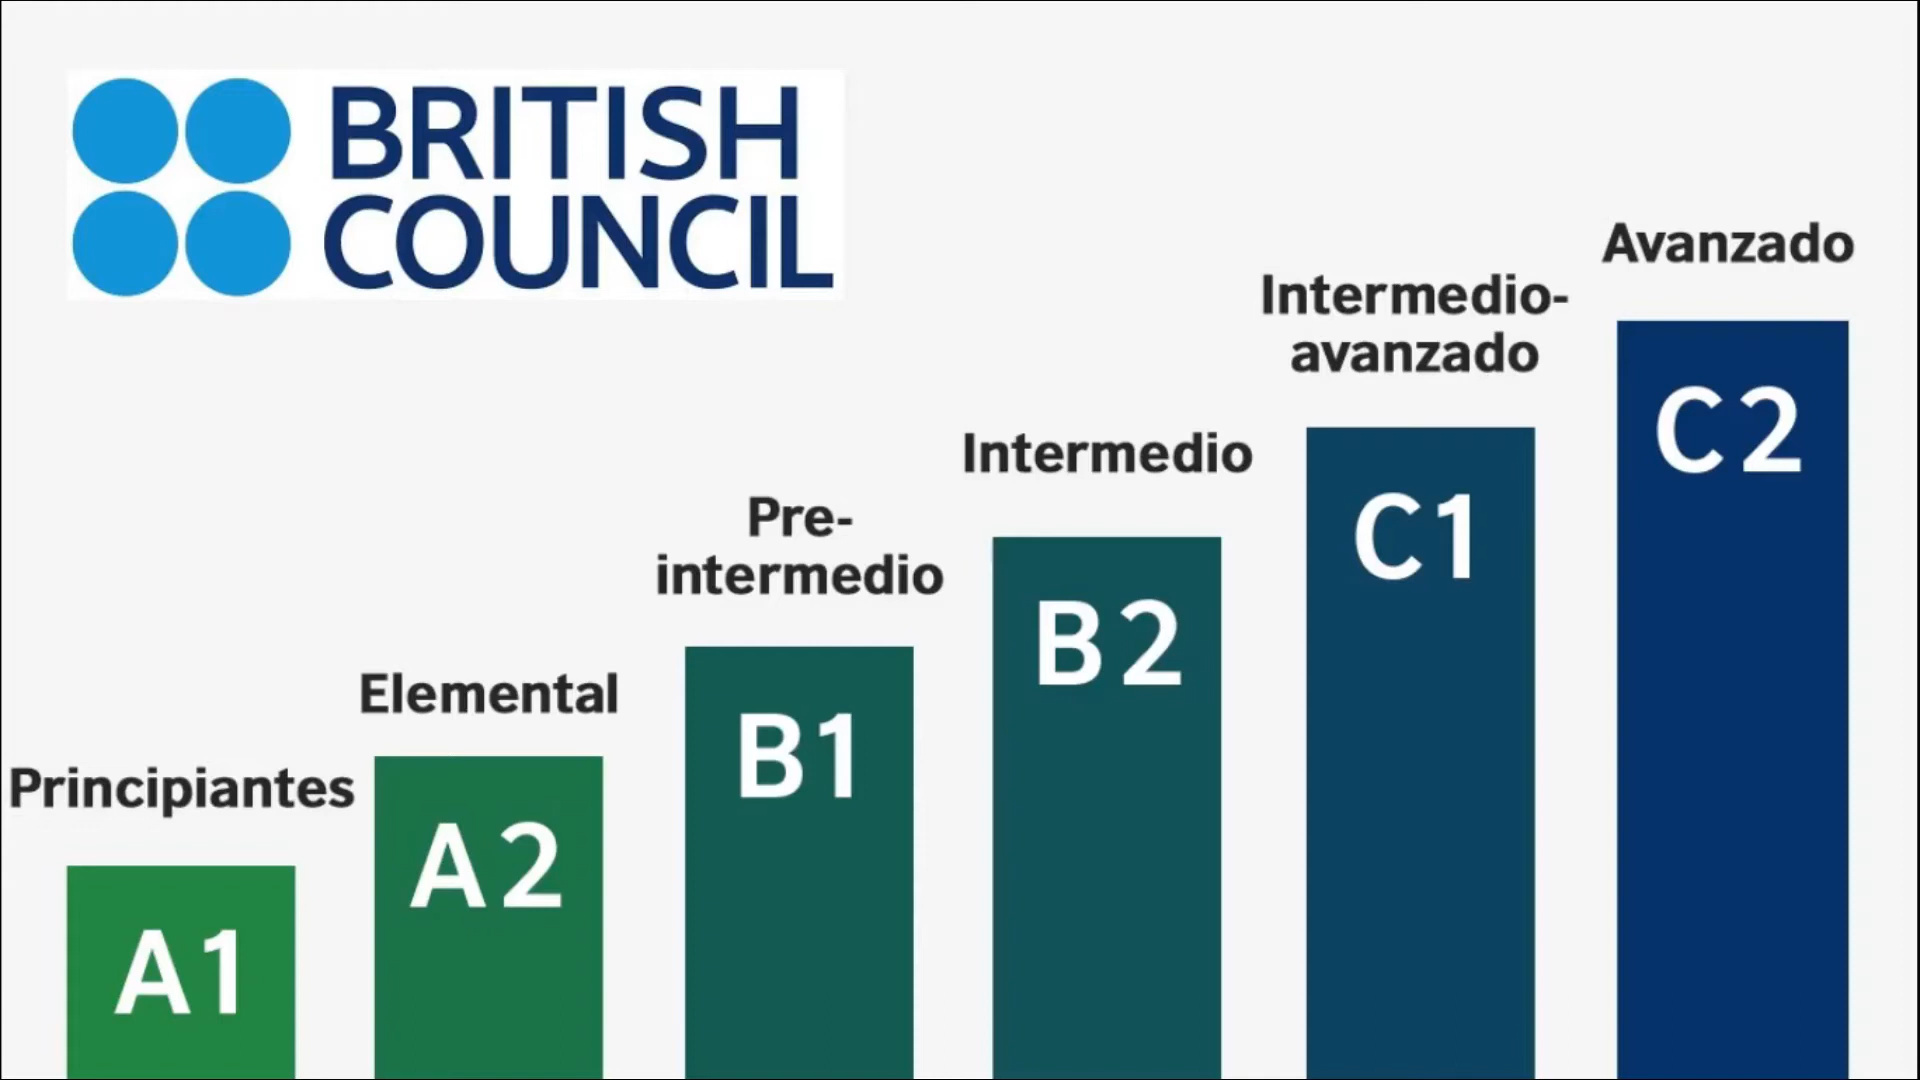 BRITISH
COUNCIL
Principiantes
A1
Elemental
A2
Pre-
intermedio
B1
Intermedio
B2
Intermedio-
avanzado
C1
Avanzado
C2